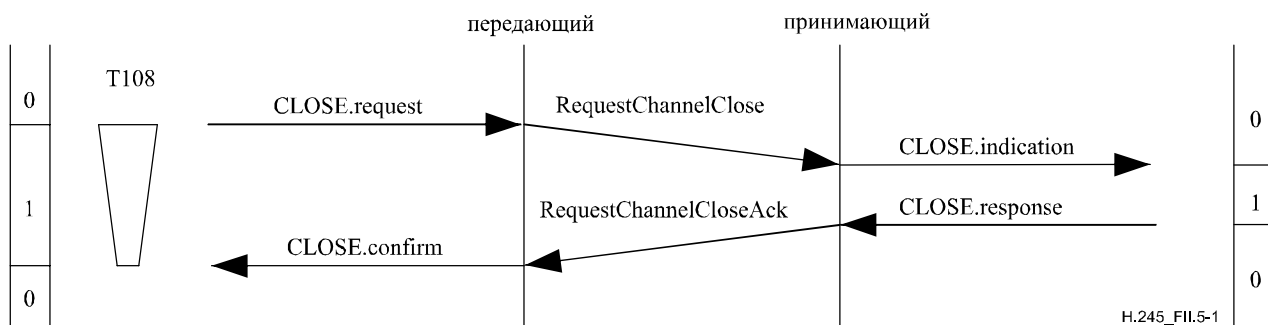 передающий
принимающий
T108
0
CLOSE.request
RequestChannelClose
0
CLOSE.indication
1
RequestChannelCloseAck
CLOSE.response
1
CLOSE.confirm
0
0
H.245_FII.5-1